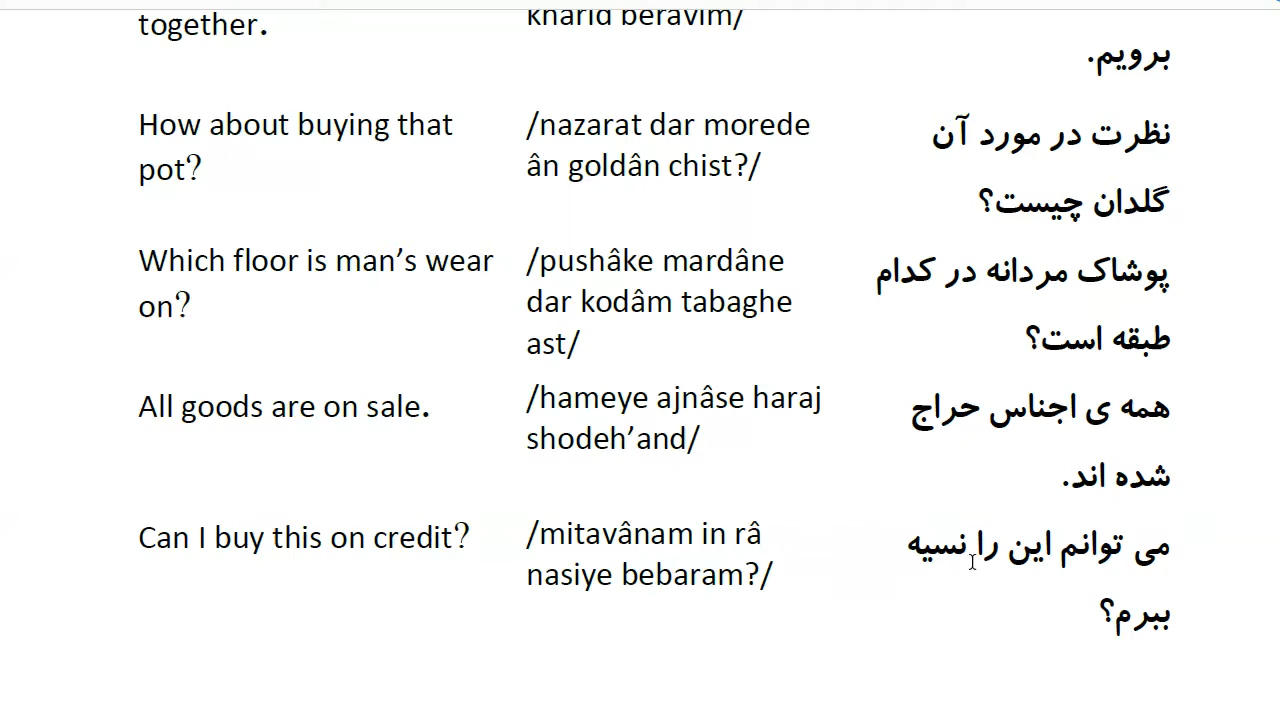 together.
kharid beravim/
برویم.
How about buying that
pot?
/nazarat dar morede
ân goldân chist?/
نظرت در مورد آن
گلدان چیست؟
Which floor is man’s wear
on?
/pushâke mardâne
dar kodâm tabaghe
ast/
پوشاک مردانه در کدام
طبقه است؟
All goods are on sale.
/hameye ajnâse haraj
shodeh’and/
همه ی اجناس حراج
شده اند.
Can I buy this on credit?
/mitavânam in râ
nasiye bebaram?/
می توانم این را نسیه
ببرم؟